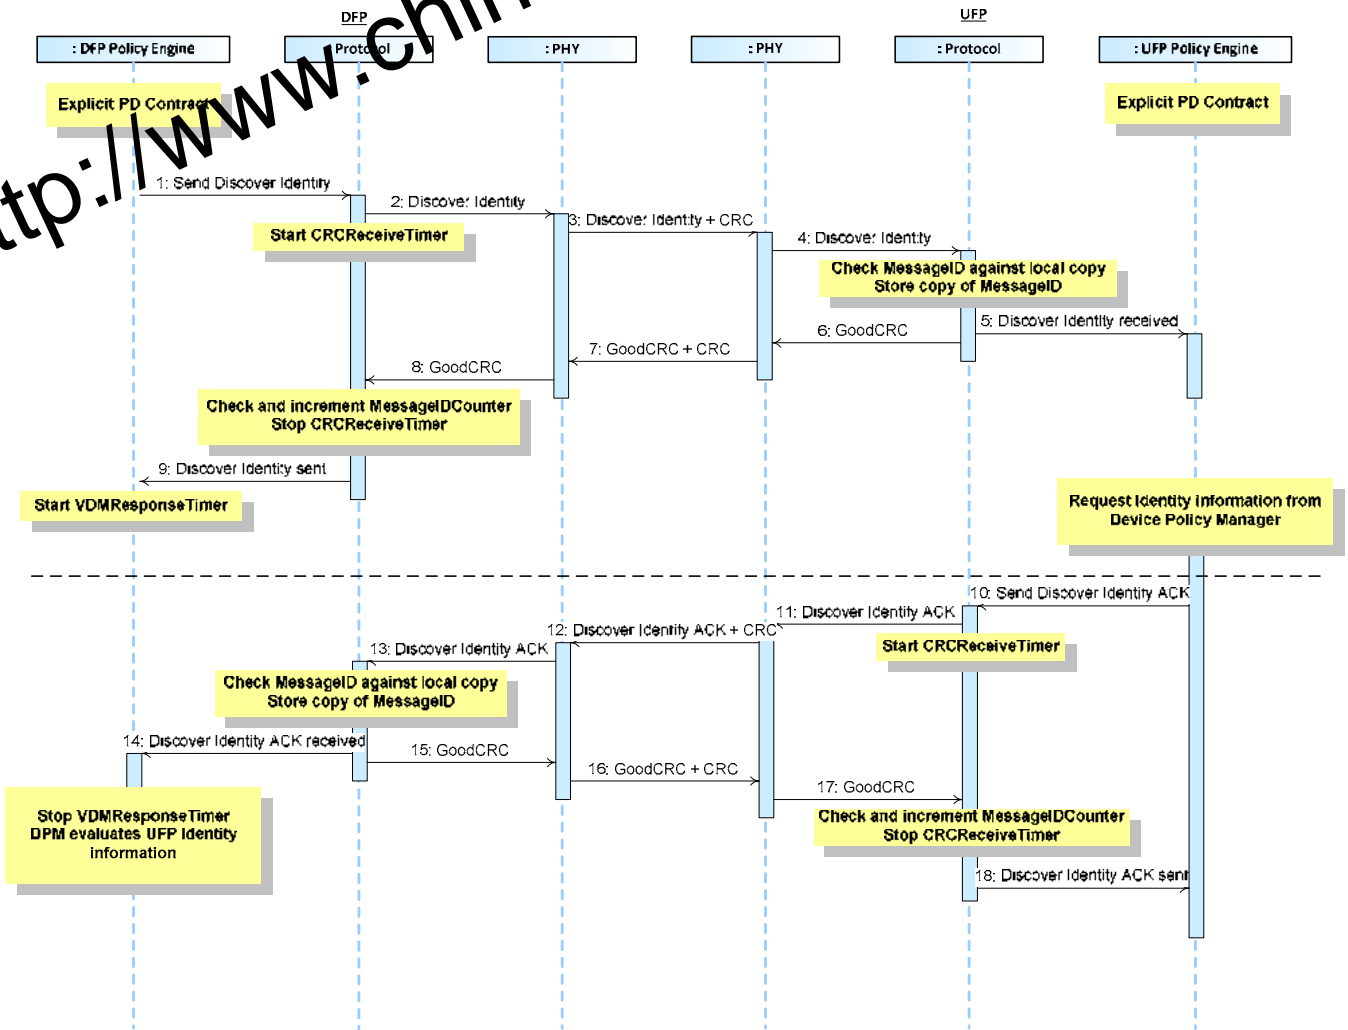 DFP
UFP
: DFP Policy Engine
: Protocol
: PHY
: PHY
: Protocol
: UFP Policy Engine
Explicit PD Contract
Explicit PD Contract
ttp://www.chin
1: Send Discover Identity
2: Discover Identity
3: Discover Identity + CRC
Start CRCReceiveTimer
4: Discover Identity
Check MessageID against local copy
Store copy of MessageID
5: Discover Identity received
6: GoodCRC
7: GoodCRC + CRC
8: GoodCRC
Check and increment MessageIDCounter
Stop CRCReceiveTimer
9: Discover Identity sent
Start VDMResponseTimer
Request Identity information from
Device Policy Manager
10: Send Discover Identity ACK
11: Discover Identity ACK
12: Discover Identity ACK + CRC
Start CRCReceiveTimer
13: Discover Identity ACK
Check MessageID against local copy
Store copy of MessageID
14: Discover Identity ACK received
15: GoodCRC
16: GoodCRC + CRC
17: GoodCRC
Stop VDMResponseTimer
DPM evaluates UFP Identity
information
Check and increment MessageIDCounter
Stop CRCReceiveTimer
18: Discover Identity ACK sent